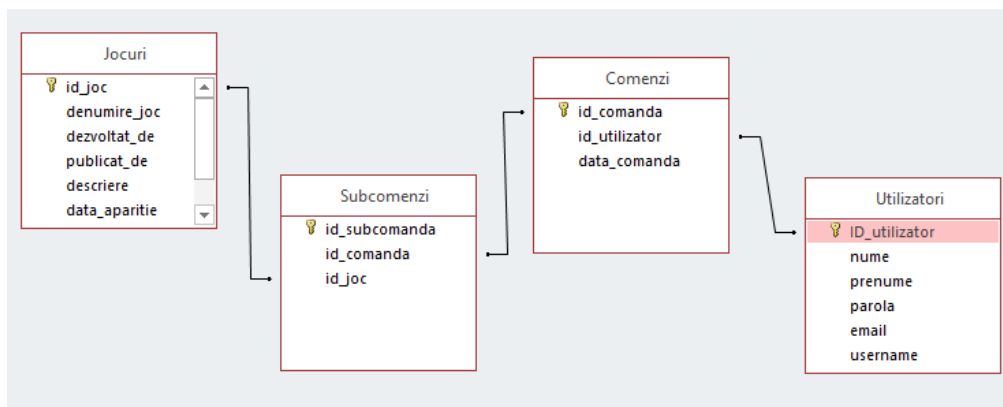 Jocuri
id_joc
denumire_joc
dezvoltat_de
publicat_de
descriere
data_aparitie
Subcomenzi
id_subcomanda
id_comanda
id_joc
Comenzi
id_comanda
id_utilizator
data_comanda
Utilizatori
ID_utilizator
nume
prenume
parola
email
username